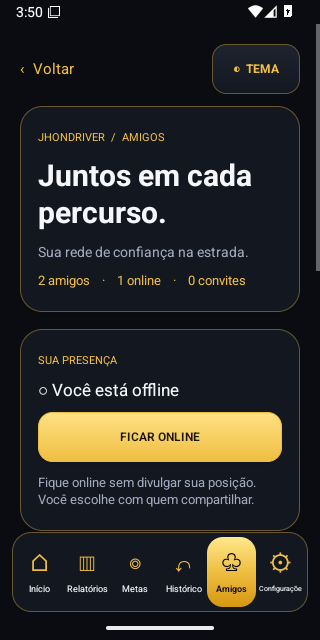 3:50
‹ Voltar
TEMA
JHONDRIVER / AMIGOS
Juntos em cada
percurso.
Sua rede de confiança na estrada.
2 amigos · 1 online · 0 convites
SUA PRESENÇA
○ Você está offline
FICAR ONLINE
Fique online sem divulgar sua posição.
Você escolhe com quem compartilhar.
Início Relatórios Metas Histórico Amigos Configuraçõe